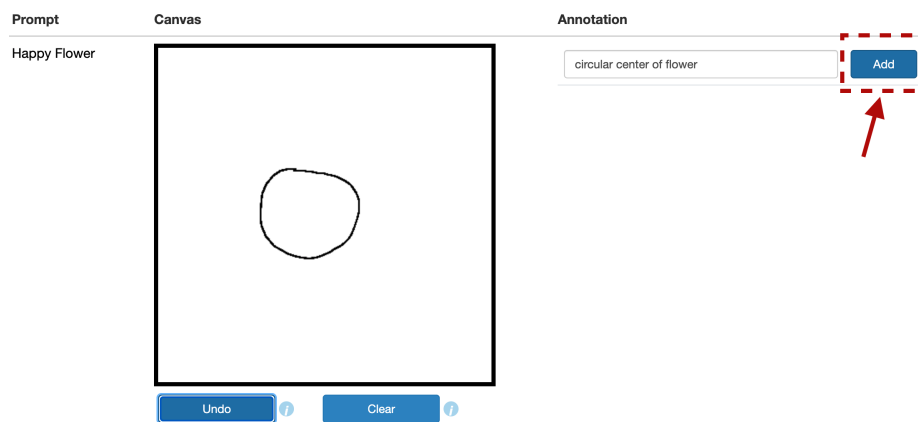 Prompt Canvas Annotation
Happy Flower
circular center of flower Add
Undo i Clear i